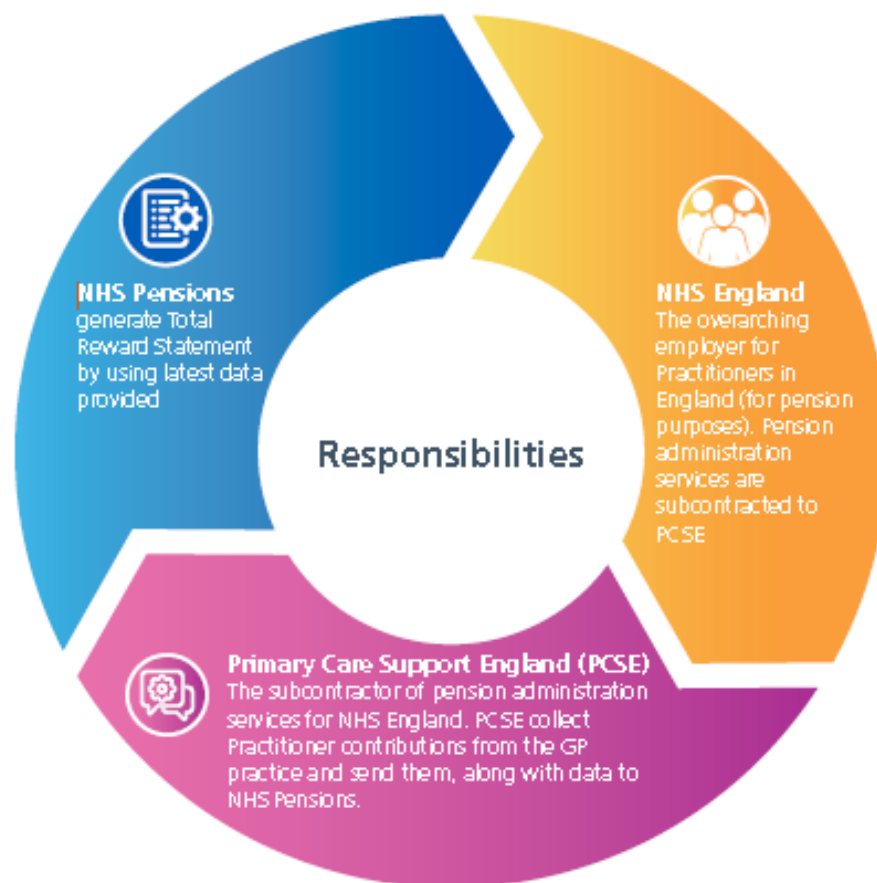 NHS Pensions
generate Total
Reward Statement
by using latest data
provided
NHS England
The overarching
employer for
Practitioners in
England (for pension
purposes). Pension
administration
services are
subcontracted to
PCSE
Responsibilities
Primary Care Support England (PCSE)
The subcontractor of pension administration
services for NHS England. PCSE collect
Practitioner contributions from the GP
practice and send them, along with data to
NHS Pensions.